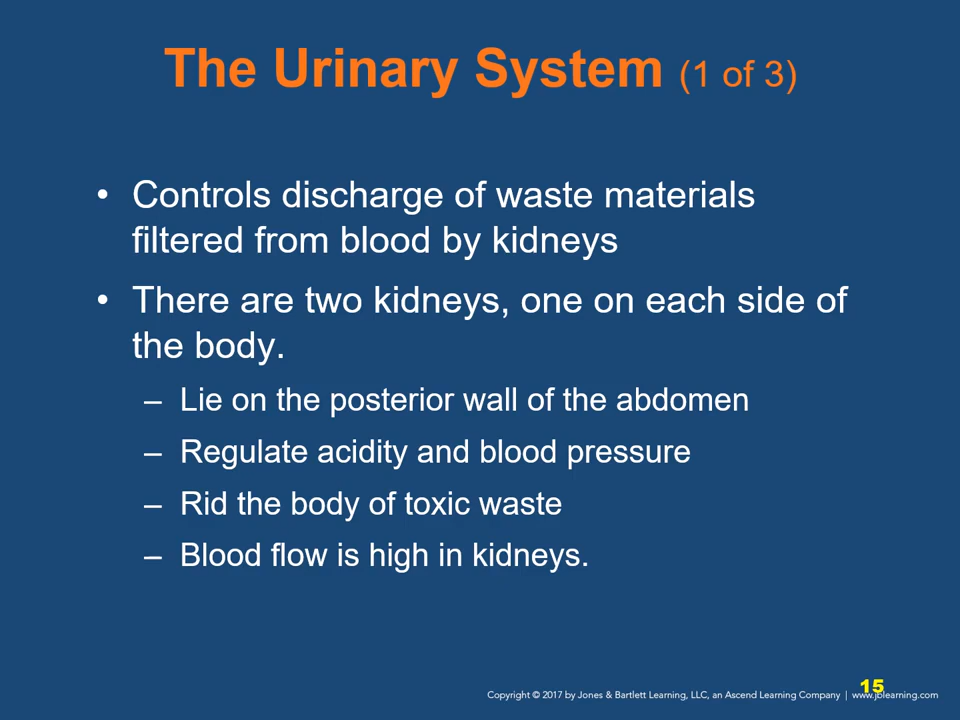 The Urinary System (1 of 3)
• Controls discharge of waste materials
filtered from blood by kidneys
• There are two kidneys, one on each side of
the body.
– Lie on the posterior wall of the abdomen
– Regulate acidity and blood pressure
– Rid the body of toxic waste
– Blood flow is high in kidneys.
15
Copyright © 2017 by Jones & Bartlett Learning, LLC, an Ascend Learning Company | www.jblearning.com